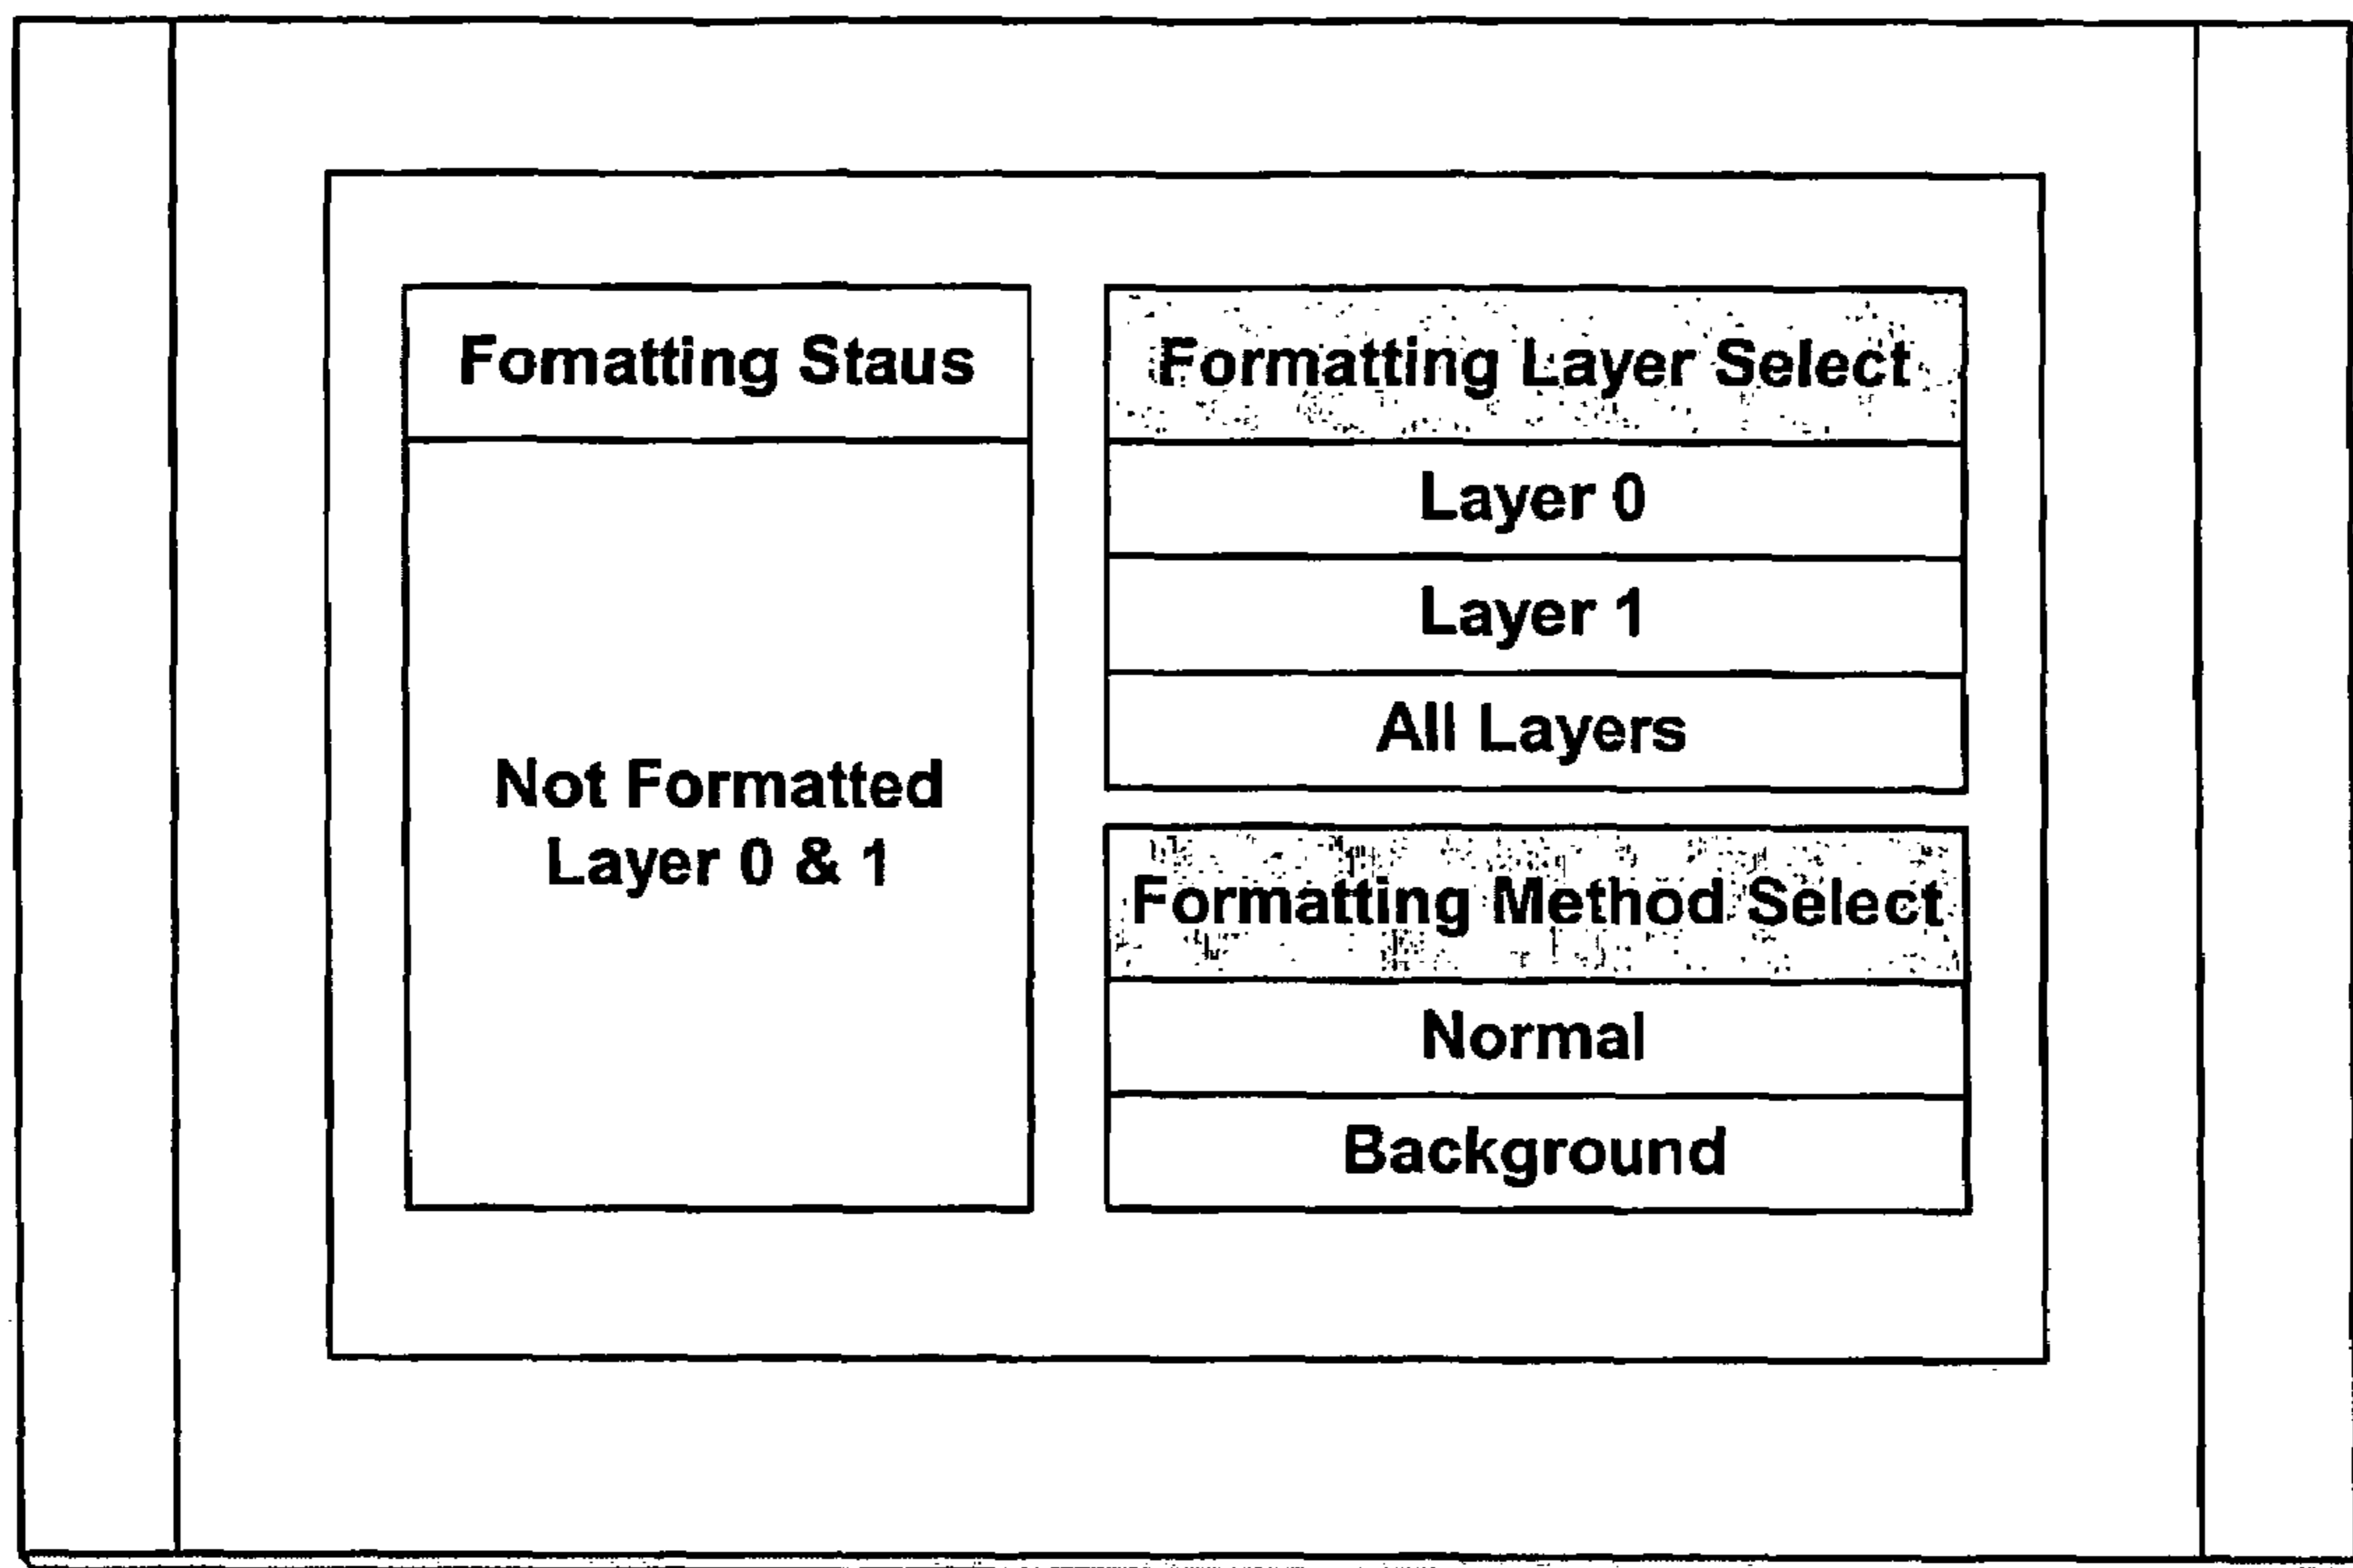 Fomatting Staus
Not Formatted
Layer 0 & 1
Formatting Layer Select
Layer 0
Layer 1
All Layers
Formatting Method Select
Normal
Background